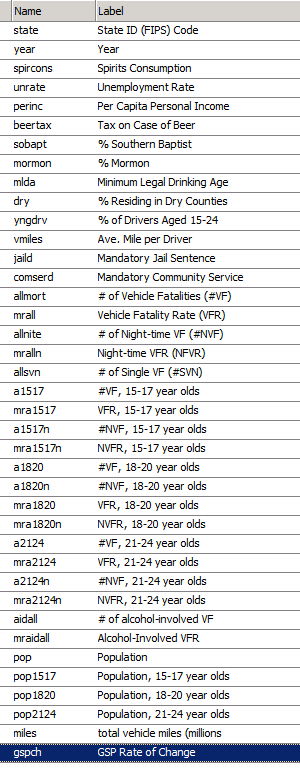 Name Label
state State ID (FIPS) Code
year Year
spircons Spirits Consumption
unrate Unemployment Rate
perinc Per Capita Personal Income
beertax Tax on Case of Beer
sobapt % Southern Baptist
mormon % Mormon
mlda Minimum Legal Drinking Age
dry % Residing in Dry Counties
yngdrv % of Drivers Aged 15-24
vmiles Ave. Mile per Driver
jaild Mandatory Jail Sentence
comserd Mandatory Community Service
allmort # of Vehicle Fatalities (#VF)
mrall Vehicle Fatality Rate (VFR)
allnite # of Night-time VF (#NVF)
mralln Night-time VFR (NFVR)
allsvn # of Single VF (#SVN)
a1517 #VF, 15-17 year olds
mra1517 VFR, 15-17 year olds
a1517n #NVF, 15-17 year olds
mra1517n NVFR, 15-17 year olds
a1820 #VF, 18-20 year olds
a1820n #NVF, 18-20 year olds
mra1820 VFR, 18-20 year olds
mra1820n NVFR, 18-20 year olds
a2124 #VF, 21-24 year olds
mra2124 VFR, 21-24 year olds
a2124n #NVF, 21-24 year olds
mra2124n NVFR, 21-24 year olds
aidall # of alcohol-involved VF
mraidall Alcohol-Involved VFR
pop Population
pop1517 Population, 15-17 year olds
pop1820 Population, 18-20 year olds
pop2124 Population, 21-24 year olds
miles total vehicle miles (millions
gspch GSP Rate of Change